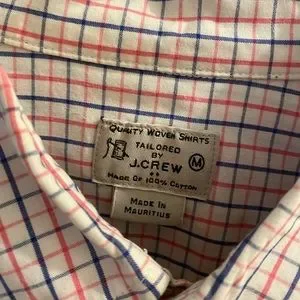 QUALITY WOVEN SHIRTS
TAILORED
BY
J.CREW
M
MADE OF 100% COTTON
MADE IN
MAURITIUS